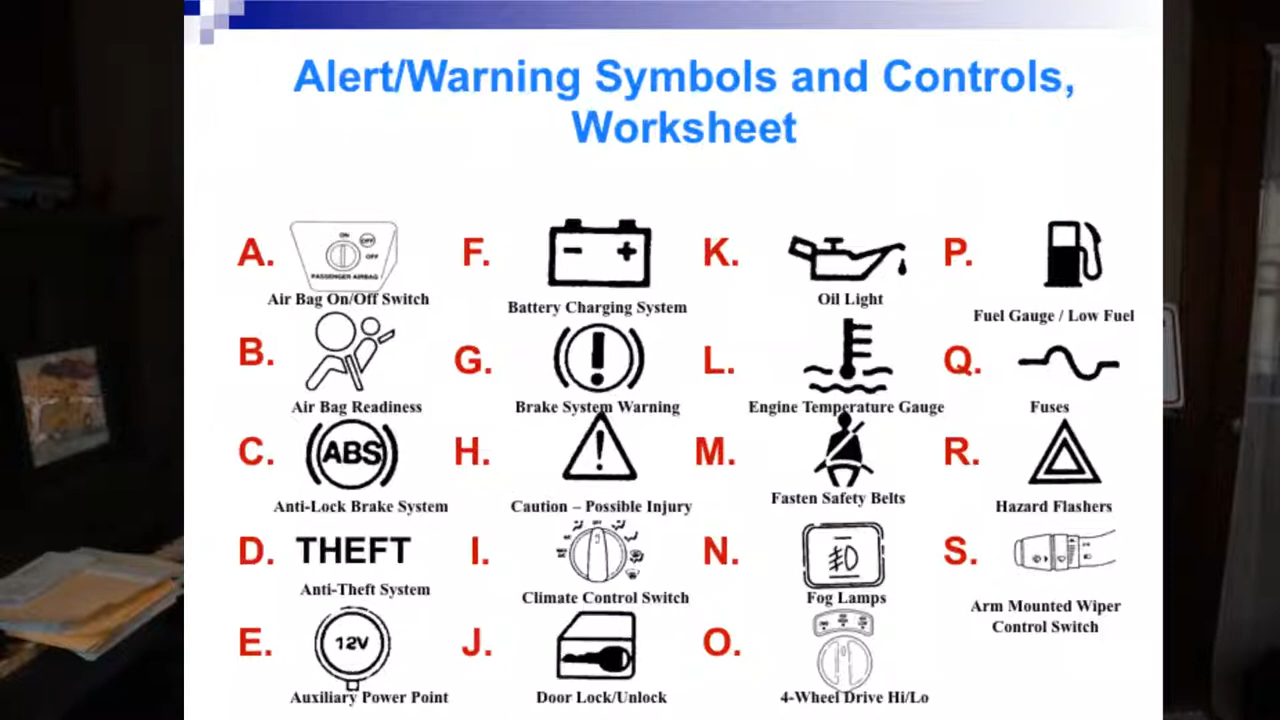 Alert/Warning Symbols and Controls,
Worksheet
A.
ON
OFF
OFF
PASSENGER AIRBAG
Air Bag On/Off Switch
B.
Air Bag Readiness
C.
ABS
Anti-Lock Brake System
D.
THEFT
Anti-Theft System
E.
12V
Auxiliary Power Point
F.
Battery Charging System
G.
Brake System Warning
H.
Caution – Possible Injury
I.
Climate Control Switch
J.
Door Lock/Unlock
K.
Oil Light
L.
Engine Temperature Gauge
M.
Fasten Safety Belts
N.
Fog Lamps
O.
4-Wheel Drive Hi/Lo
P.
Fuel Gauge / Low Fuel
Q.
Fuses
R.
Hazard Flashers
S.
Arm Mounted Wiper
Control Switch